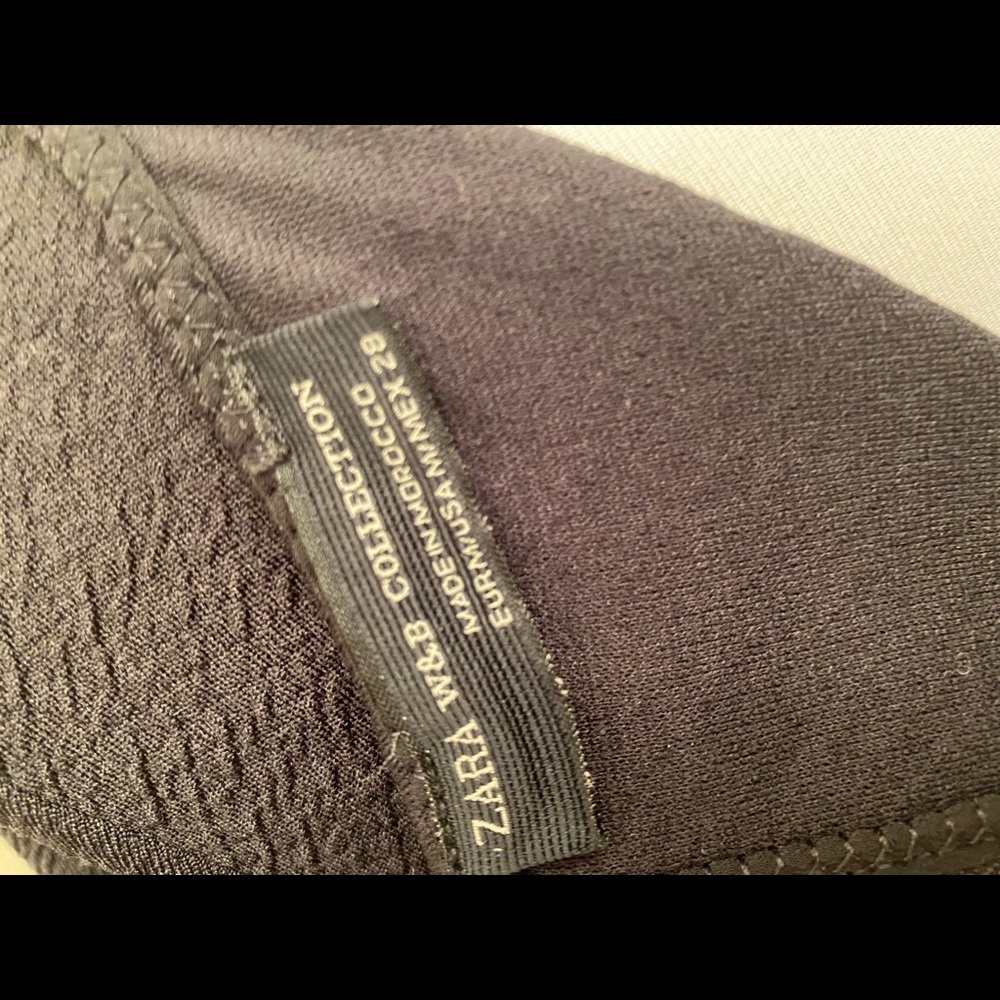 ZARA W&B COLLECTION
MADE IN MOROCCO
EUR M/USA M/MEX 28